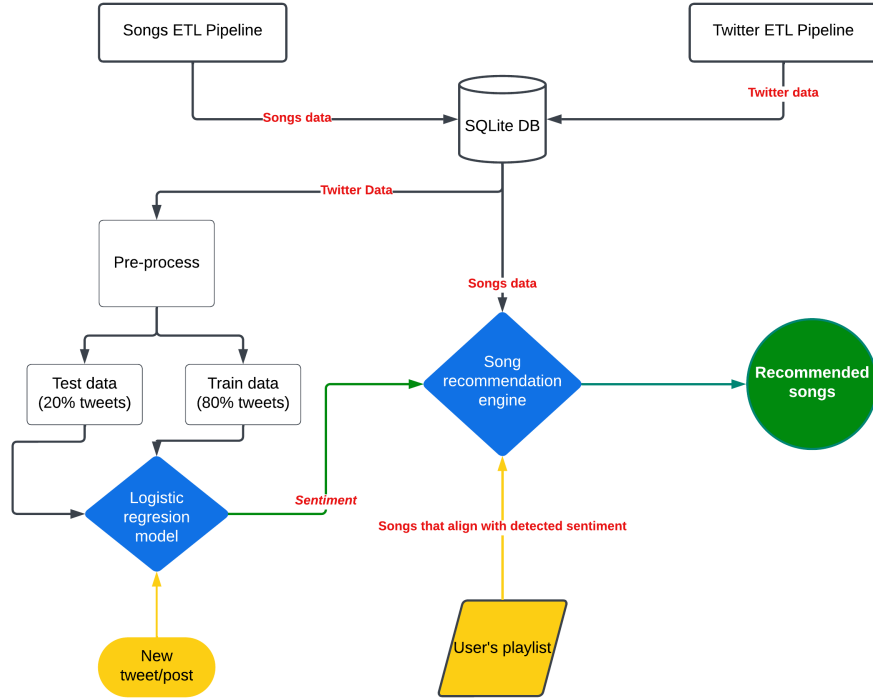 Songs ETL Pipeline
Twitter ETL Pipeline
Twitter data
Songs data
SQLite DB
Twitter Data
Pre-process
Songs data
Test data
(20% tweets)
Train data
(80% tweets)
Song
recommendation
engine
Recommended
songs
Logistic
regresion
model
Sentiment
Songs that align with detected sentiment
New
tweet/post
User's playlist